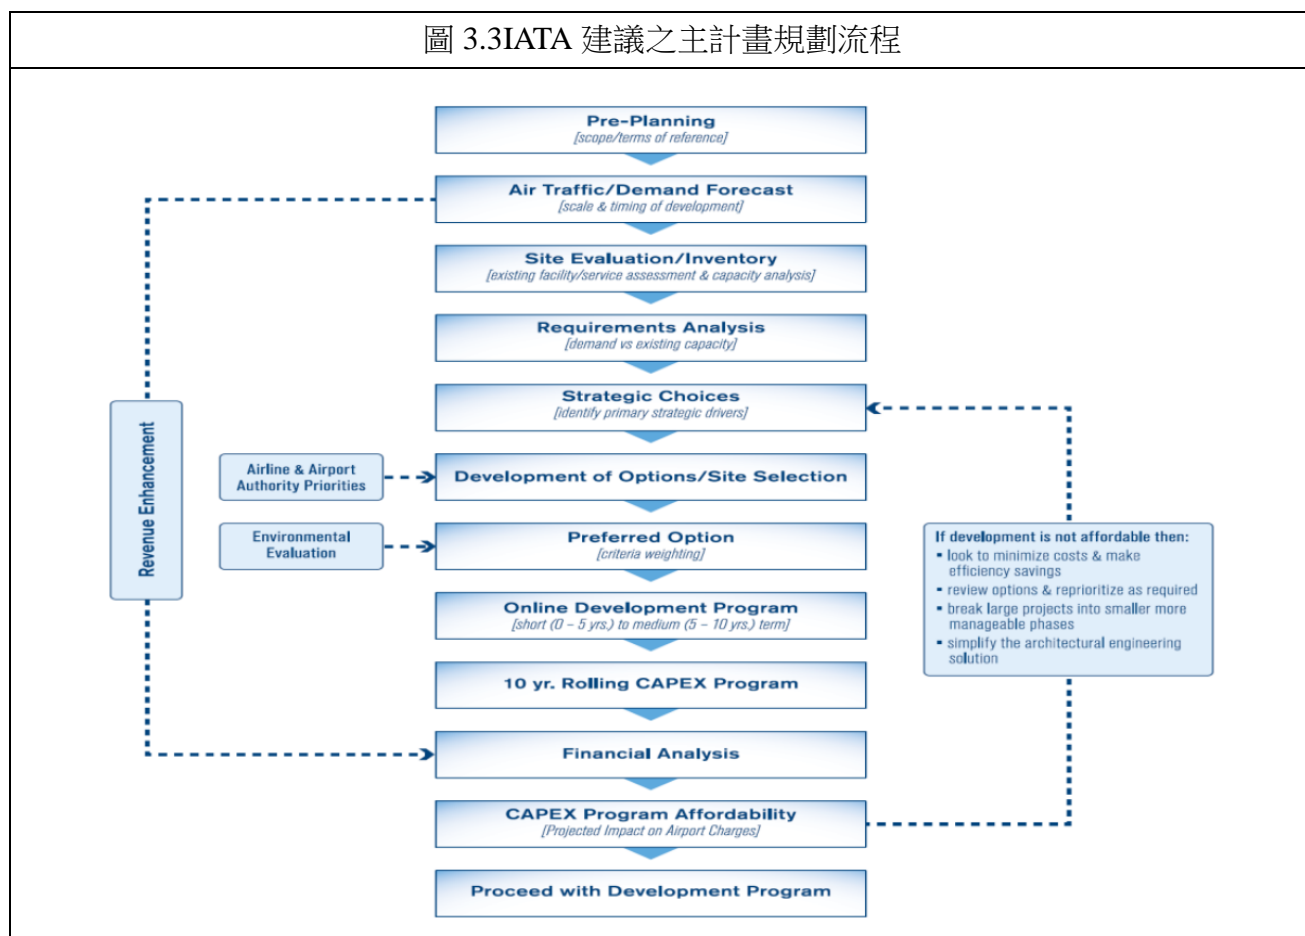 圖 3.3IATA 建議之主計畫規劃流程
Pre-Planning
[scope/terms of reference]
Air Traffic/Demand Forecast
[scale & timing of development]
Site Evaluation/Inventory
[existing facility/service assessment & capacity analysis]
Requirements Analysis
[demand vs existing capacity]
Strategic Choices
[identify primary strategic drivers]
Revenue Enhancement
Airline & Airport
Authority Priorities
Development of Options/Site Selection
Environmental
Evaluation
Preferred Option
[criteria weighting]
If development is not affordable then:
▪ look to minimize costs & make
efficiency savings
▪ review options & reprioritize as required
▪ break large projects into smaller more
manageable phases
▪ simplify the architectural engineering
solution
Online Development Program
[short (0 – 5 yrs.) to medium (5 – 10 yrs.) term]
10 yr. Rolling CAPEX Program
Financial Analysis
CAPEX Program Affordability
[Projected Impact on Airport Charges]
Proceed with Development Program